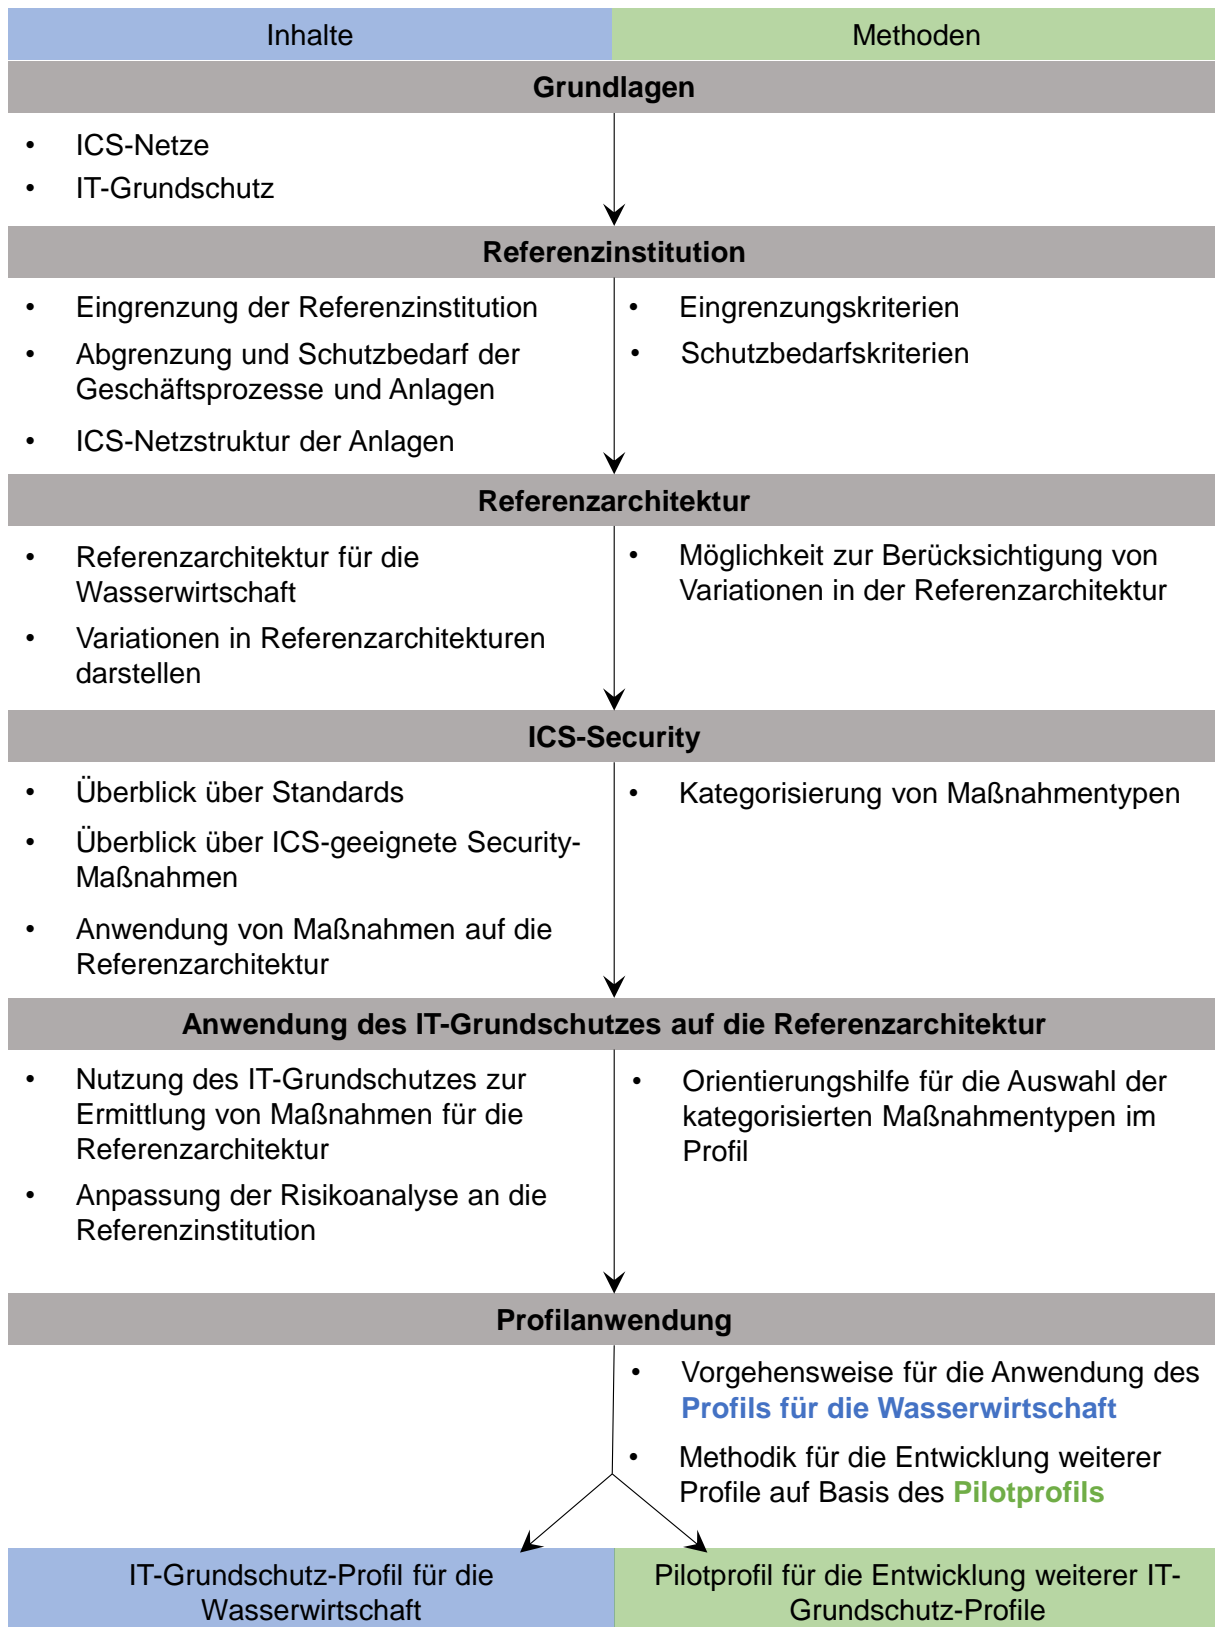 Inhalte
Methoden
Grundlagen
• ICS-Netze
• IT-Grundschutz
Referenzinstitution
• Eingrenzung der Referenzinstitution
• Abgrenzung und Schutzbedarf der
Geschäftsprozesse und Anlagen
• ICS-Netzstruktur der Anlagen
• Eingrenzungskriterien
• Schutzbedarfskriterien
Referenzarchitektur
• Referenzarchitektur für die
Wasserwirtschaft
• Variationen in Referenzarchitekturen
darstellen
• Möglichkeit zur Berücksichtigung von
Variationen in der Referenzarchitektur
ICS-Security
• Überblick über Standards
• Überblick über ICS-geeignete Security-
Maßnahmen
• Anwendung von Maßnahmen auf die
Referenzarchitektur
• Kategorisierung von Maßnahmentypen
Anwendung des IT-Grundschutzes auf die Referenzarchitektur
• Nutzung des IT-Grundschutzes zur
Ermittlung von Maßnahmen für die
Referenzarchitektur
• Anpassung der Risikoanalyse an die
Referenzinstitution
• Orientierungshilfe für die Auswahl der
kategorisierten Maßnahmentypen im
Profil
Profilanwendung
• Vorgehensweise für die Anwendung des
Profils für die Wasserwirtschaft
• Methodik für die Entwicklung weiterer
Profile auf Basis des Pilotprofils
IT-Grundschutz-Profil für die
Wasserwirtschaft
Pilotprofil für die Entwicklung weiterer IT-
Grundschutz-Profile